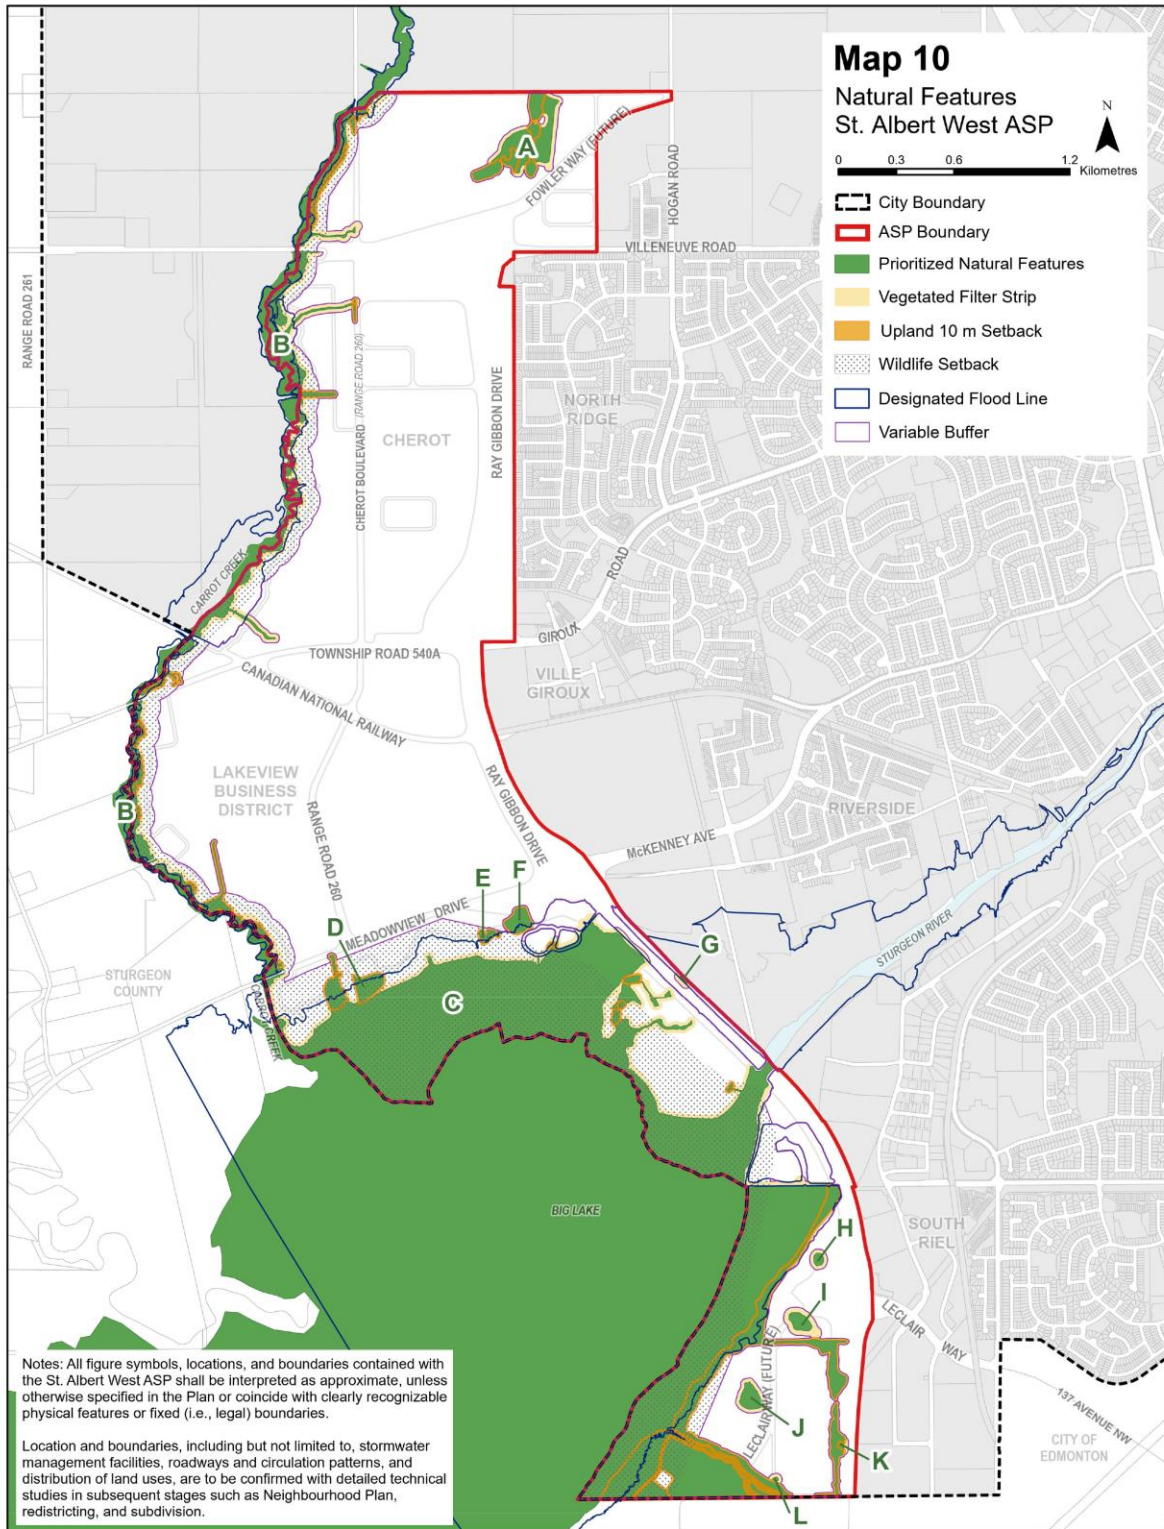 Map 10
Natural Features
St. Albert West ASP
N
0 0.3 0.6 1.2
Kilometres
City Boundary
ASP Boundary
Prioritized Natural Features
Vegetated Filter Strip
Upland 10 m Setback
Wildlife Setback
Designated Flood Line
Variable Buffer
A
FOWLER WAY (FUTURE)
HOGAN ROAD
VILLENEUVE ROAD
RANGE ROAD 261
B
CHEROT BOULEVARD (RANGE ROAD 260)
CHEROT
RAY GIBBON DRIVE
NORTH
RIDGE
CARROT CREEK
GIROUX
ROAD
TOWNSHIP ROAD 540A
VILLE
GIROUX
CANADIAN NATIONAL RAILWAY
LAKEVIEW
BUSINESS
DISTRICT
RANGE ROAD 260
RAY GIBBON DRIVE
B
RIVERSIDE
McKENNEY AVE
E
F
MEADOWVIEW DRIVE
D
G
STURGEON RIVER
STURGEON
COUNTY
CARROT CREEK
C
BIG LAKE
SOUTH
RIEL
H
I
LECLAIR WAY
LECLAIR WAY (FUTURE)
J
K
137 AVENUE NW
CITY OF
EDMONTON
L
Notes: All figure symbols, locations, and boundaries contained with
the St. Albert West ASP shall be interpreted as approximate, unless
otherwise specified in the Plan or coincide with clearly recognizable
physical features or fixed (i.e., legal) boundaries.
Location and boundaries, including but not limited to, stormwater
management facilities, roadways and circulation patterns, and
distribution of land uses, are to be confirmed with detailed technical
studies in subsequent stages such as Neighbourhood Plan,
redistricting, and subdivision.